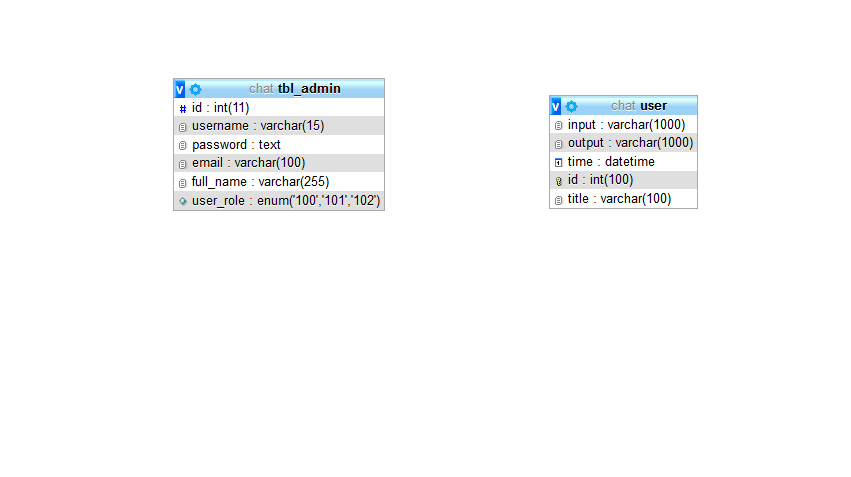 v chat tbl_admin
# id : int(11)
username : varchar(15)
password : text
email : varchar(100)
full_name : varchar(255)
user_role : enum('100','101','102')
v chat user
input : varchar(1000)
output : varchar(1000)
time : datetime
id : int(100)
title : varchar(100)